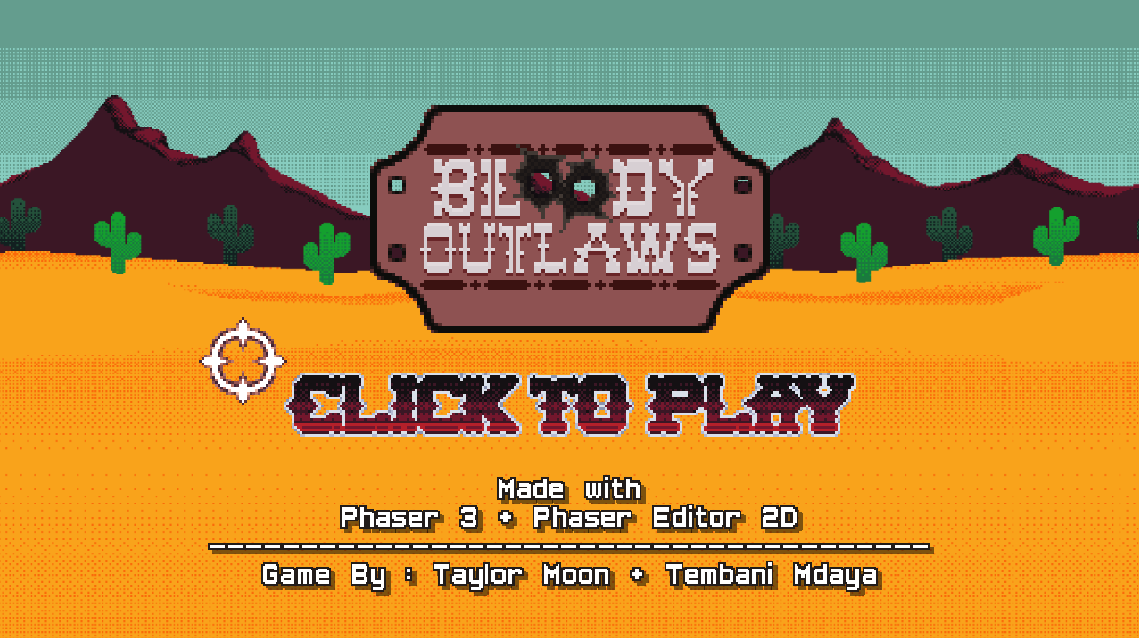 BLOODY
OUTLAWS
CLICK TO PLAY
Made with
Phaser 3 + Phaser Editor 2D
Game By : Taylor Moon + Tembani Mdaya